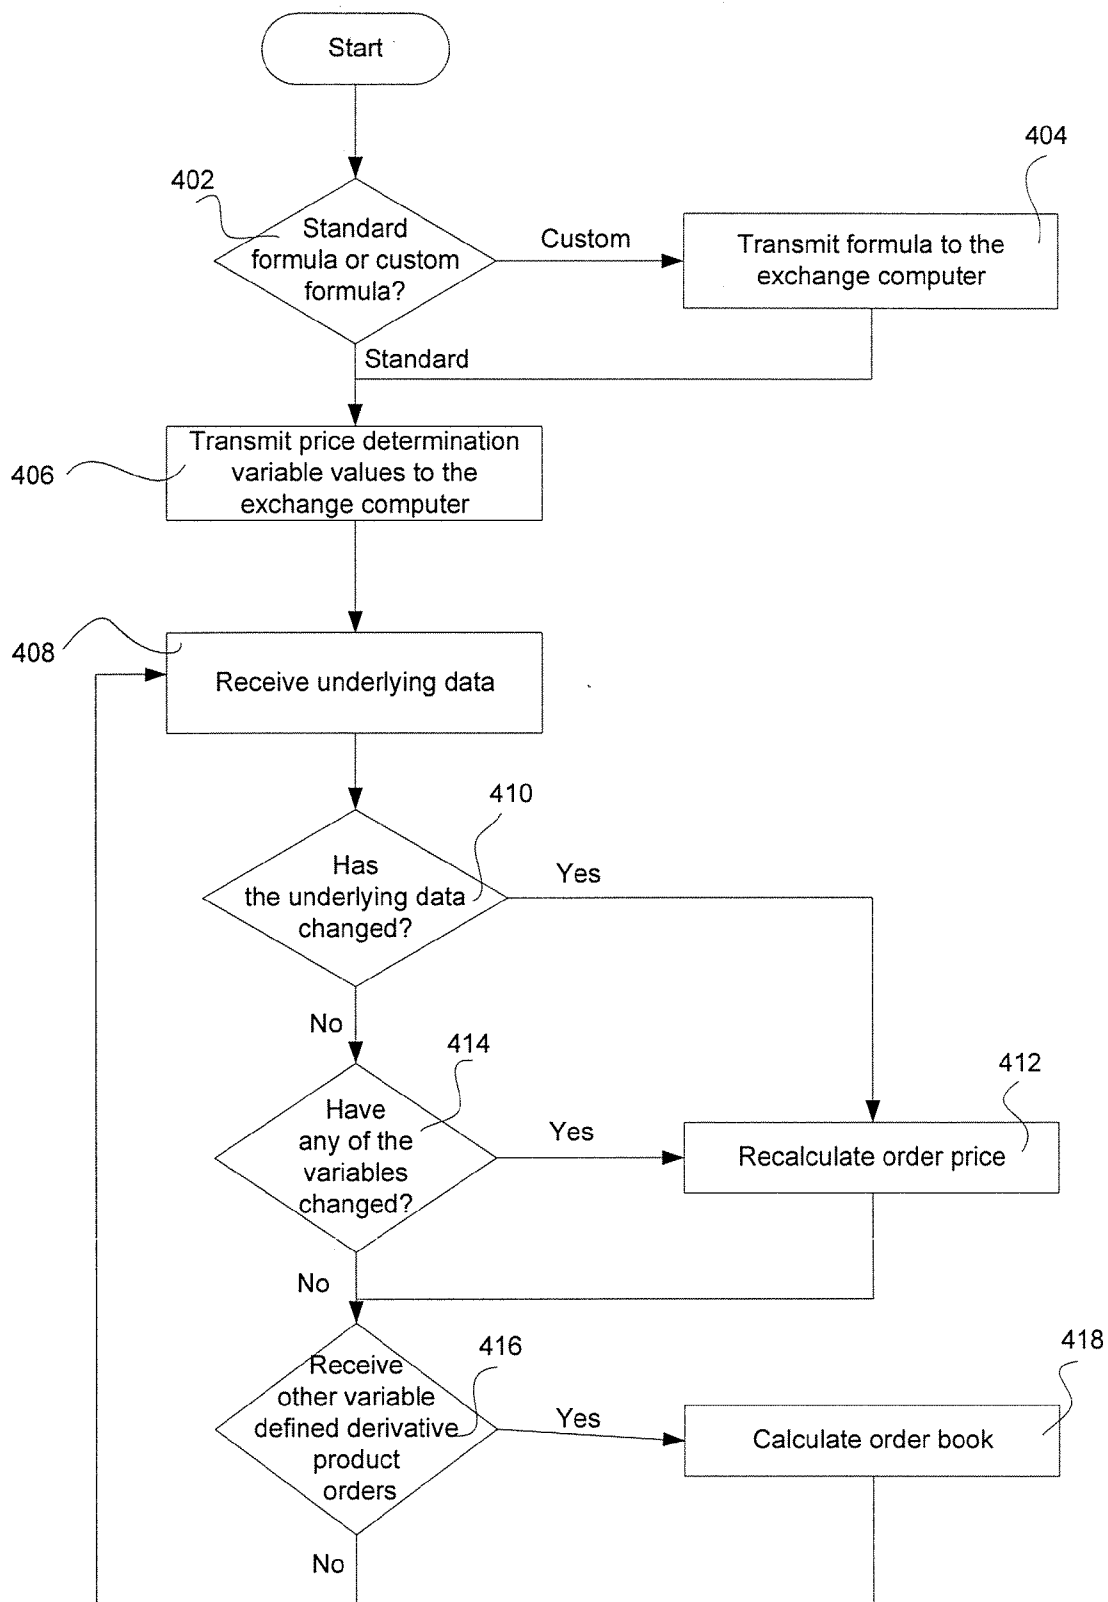 Start
404
402
Standard
formula or custom
formula?
Custom
Transmit formula to the
exchange computer
Standard
406
Transmit price determination
variable values to the
exchange computer
408
Receive underlying data
410
Has
the underlying data
changed?
Yes
No
414
412
Have
any of the
variables
changed?
Yes
Recalculate order price
No
416
418
Receive
other variable
defined derivative
product
orders
Yes
Calculate order book
No